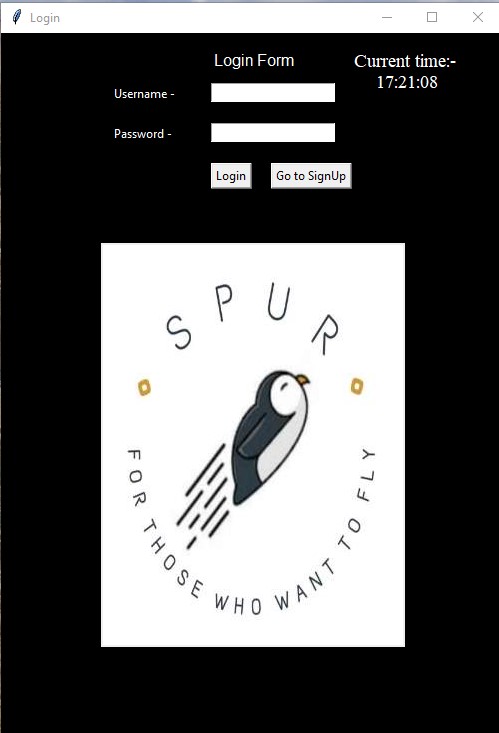 Login
Login Form
Current time:-
17:21:08
Username -
Password -
Login
Go to SignUp
SPUR
FOR THOSE WHO WANT TO FLY